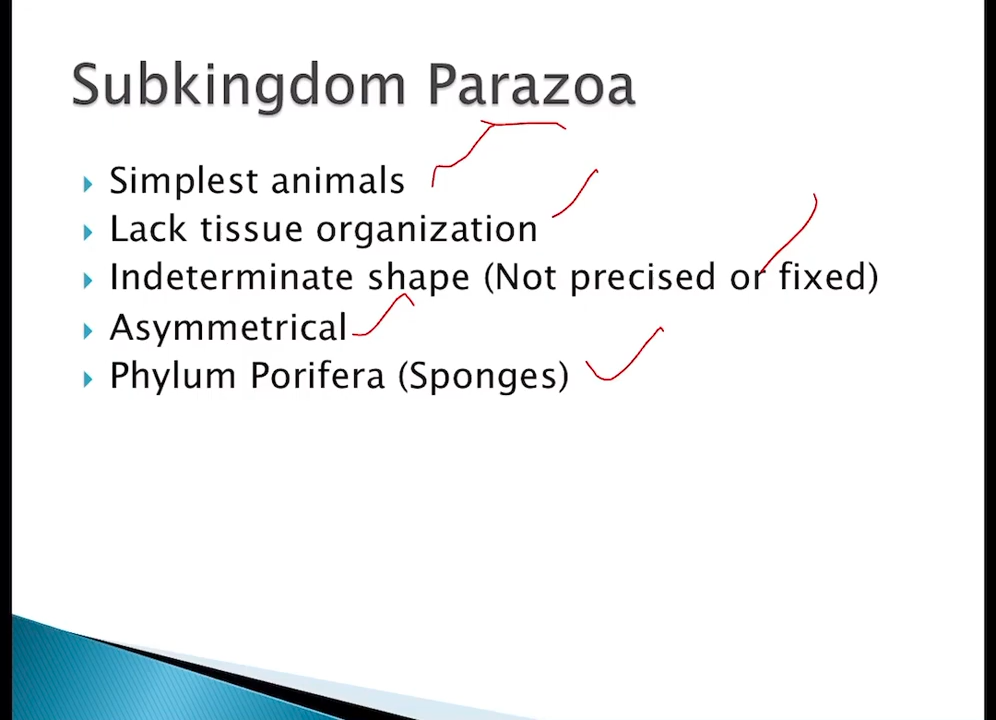 Subkingdom Parazoa
Simplest animals
Lack tissue organization
Indeterminate shape (Not precised or fixed)
Asymmetrical
Phylum Porifera (Sponges)